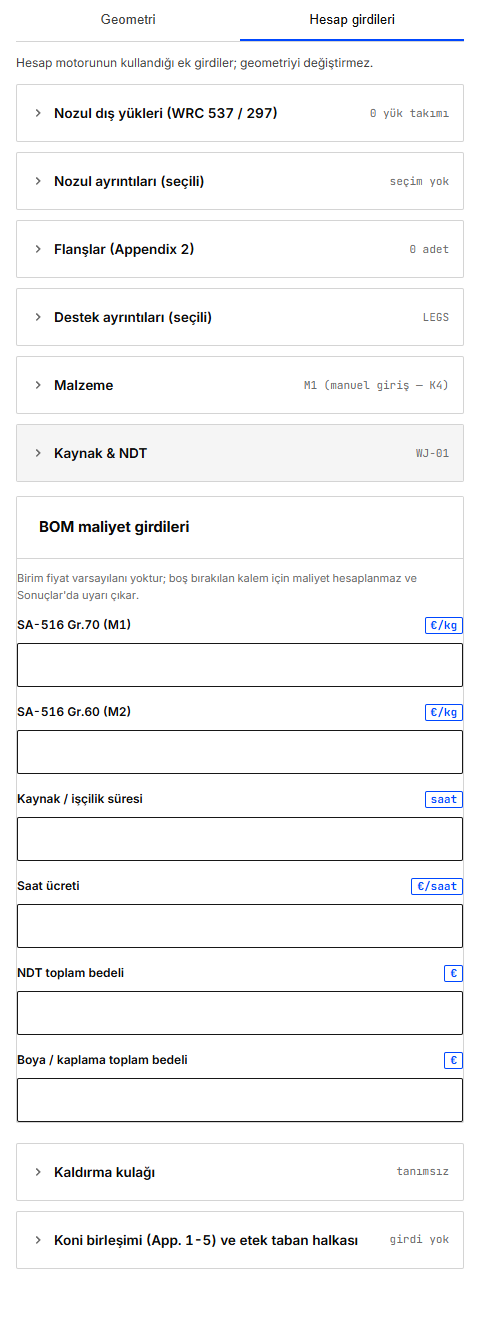 Geometri
Hesap girdileri
Hesap motorunun kullandığı ek girdiler; geometriyi değiştirmez.
Nozul dış yükleri (WRC 537 / 297)
0 yük takımı
Nozul ayrıntıları (seçili)
seçim yok
Flanşlar (Appendix 2)
0 adet
Destek ayrıntıları (seçili)
LEGS
Malzeme
M1 (manuel giriş — K4)
Kaynak & NDT
WJ-01
BOM maliyet girdileri
Birim fiyat varsayılanı yoktur; boş bırakılan kalem için maliyet hesaplanmaz ve
Sonuçlar'da uyarı çıkar.
SA-516 Gr.70 (M1)
€/kg
SA-516 Gr.60 (M2)
€/kg
Kaynak / işçilik süresi
saat
Saat ücreti
€/saat
NDT toplam bedeli
€
Boya / kaplama toplam bedeli
€
Kaldırma kulağı
tanımsız
Koni birleşimi (App. 1-5) ve etek taban halkası
girdi yok